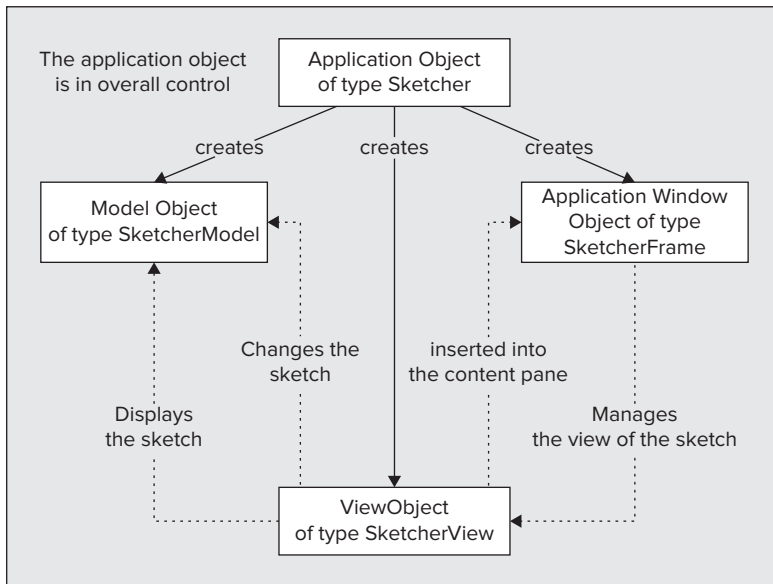 The application object
is in overall control
Application Object
of type Sketcher
creates
creates
creates
Model Object
of type SketcherModel
Application Window
Object of type
SketcherFrame
Changes the
sketch
inserted into
the content pane
Displays
the sketch
Manages
the view of the sketch
ViewObject
of type SketcherView